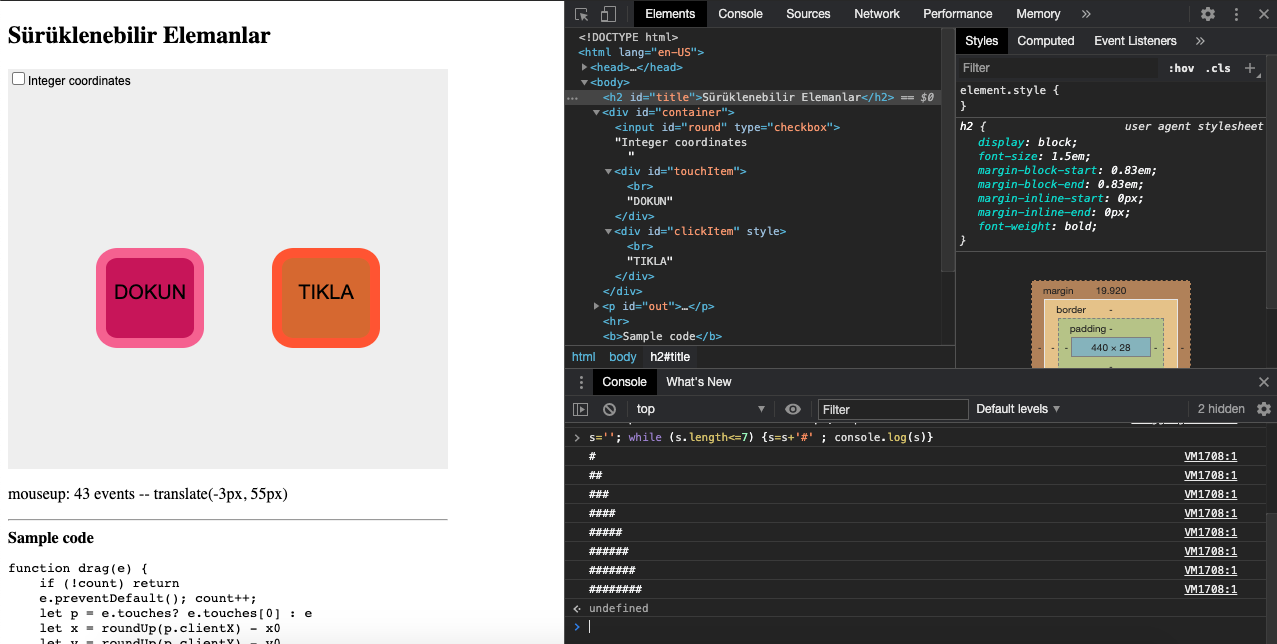 Sürüklenebilir Elemanlar
Integer coordinates
DOKUN
TIKLA
mouseup: 43 events -- translate(-3px, 55px)
Sample code
function drag(e) {
    if (!count) return
    e.preventDefault(); count++;
    let p = e.touches? e.touches[0] : e
    let x = roundUp(p.clientX) - x0
    let y = roundUp(p.clientY) - y0
Elements Console Sources Network Performance Memory »
<!DOCTYPE html>
<html lang="en-US">
<head>…</head>
<body>
… <h2 id="title">Sürüklenebilir Elemanlar</h2> == $0
<div id="container">
<input id="round" type="checkbox">
"Integer coordinates
"
<div id="touchItem">
<br>
"DOKUN"
</div>
<div id="clickItem" style>
<br>
"TIKLA"
</div>
</div>
<p id="out">…</p>
<hr>
<b>Sample code</b>
html body h2#title
Styles Computed Event Listeners »
Filter :hov .cls +
element.style {
}
h2 { user agent stylesheet
display: block;
font-size: 1.5em;
margin-block-start: 0.83em;
margin-block-end: 0.83em;
margin-inline-start: 0px;
margin-inline-end: 0px;
font-weight: bold;
}
margin 19.920
border -
padding -
- - - 440 × 28 - - -
-
Console What's New
top Filter Default levels 2 hidden
> s=''; while (s.length<=7) {s=s+'#' ; console.log(s)}
# VM1708:1
## VM1708:1
### VM1708:1
#### VM1708:1
##### VM1708:1
###### VM1708:1
####### VM1708:1
######## VM1708:1
undefined
>